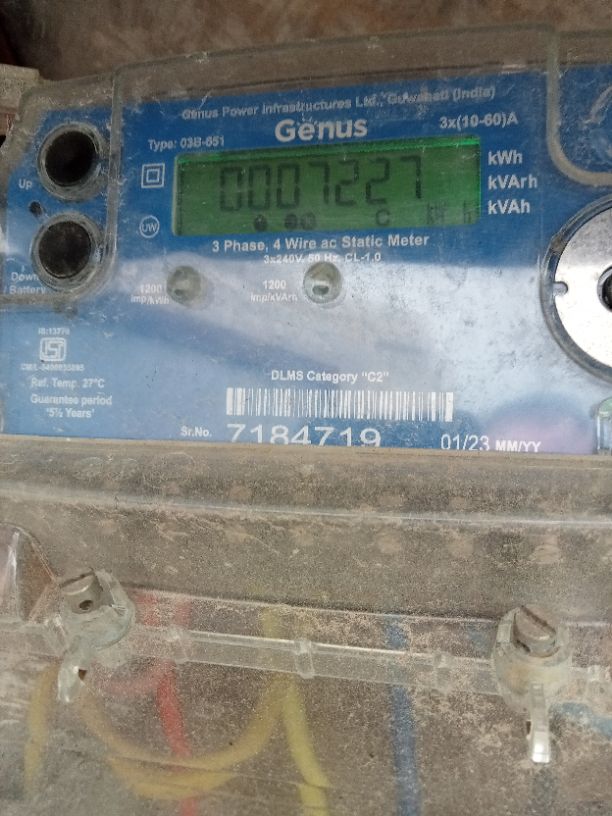 Genus Power Infrastructures Ltd., Guwahati (India)
Genus
3x(10-60)A
Type: 03B-651
Up
0007227
C
kWh
kVArh
kVAh
UW
3 Phase, 4 Wire ac Static Meter
3x240V, 50 Hz, CL-1.0
Down
/ Battery
1200
imp/kWh
1200
imp/kVArh
IS:13779
Ref. Temp. 27°C
Guarantee period
'5½ Years'
DLMS Category "C2"
Sr.No. 7184719
01/23 MM/YY